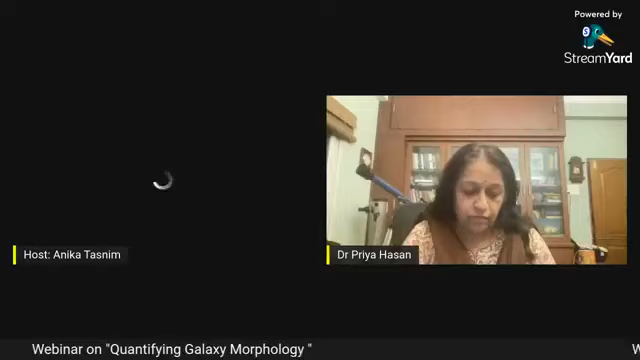 Powered by
StreamYard
Host: Anika Tasnim
Dr Priya Hasan
Webinar on "Quantifying Galaxy Morphology "
W